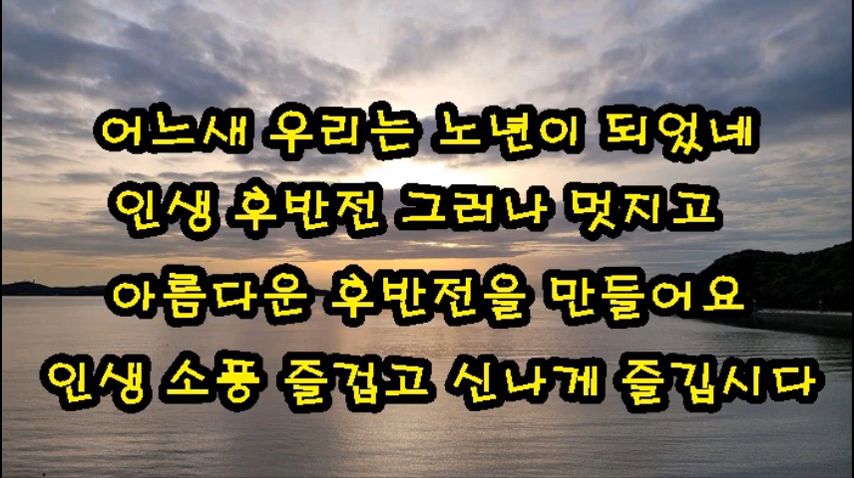 어느새 우리는 노년이 되었네
인생 후반전 그러나 멋지고
아름다운 후반전을 만들어요
인생 소풍 즐겁고 신나게 즐깁시다